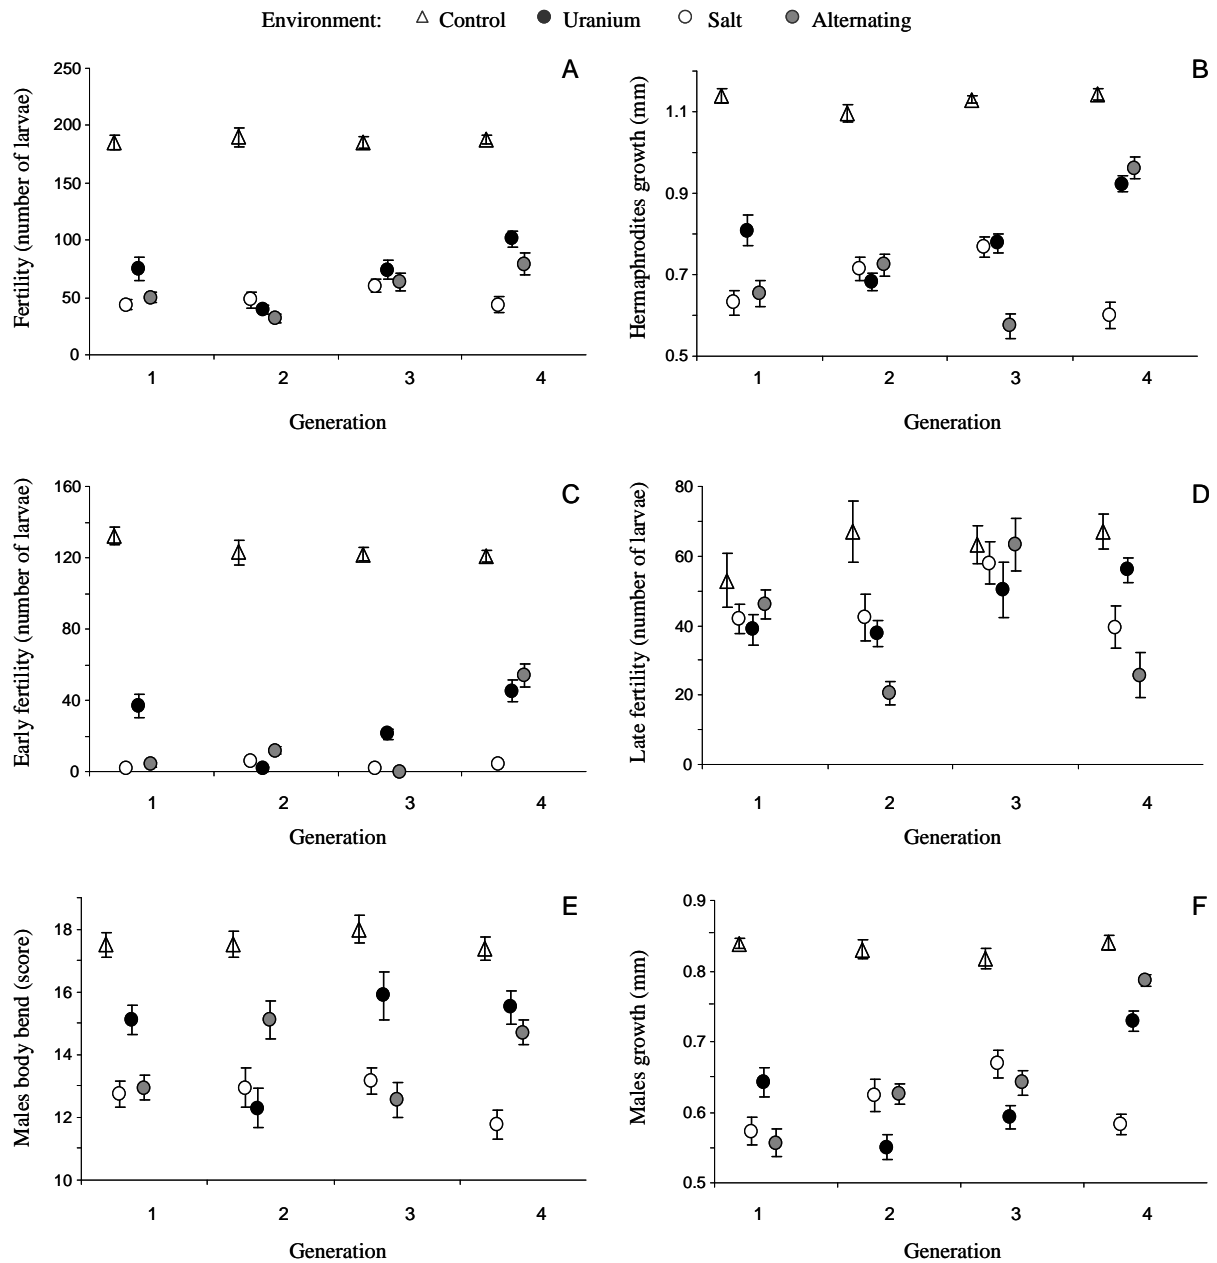 Environment: Control Uranium Salt Alternating
A
Fertility (number of larvae)
250
200
150
100
50
0
1 2 3 4
Generation
B
Hermaphrodites growth (mm)
1.1
0.9
0.7
0.5
1 2 3 4
Generation
C
Early fertility (number of larvae)
160
120
80
40
0
1 2 3 4
Generation
D
Late fertility (number of larvae)
80
60
40
20
0
1 2 3 4
Generation
E
Males body bend (score)
18
16
14
12
10
1 2 3 4
Generation
F
Males growth (mm)
0.9
0.8
0.7
0.6
0.5
1 2 3 4
Generation